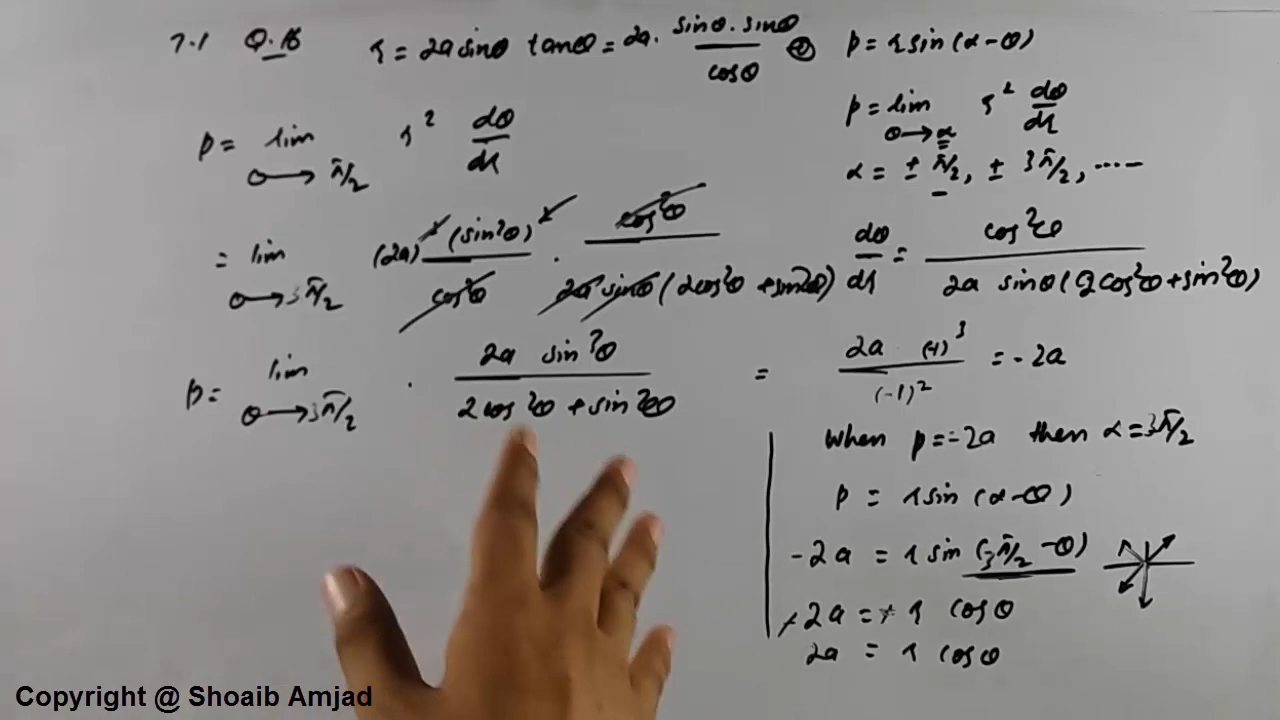 7.1 Q.16 r = 2a sinθ tanθ = 2a. sinθ. sinθ / cosθ
p = r sin(α-θ)
p = lim θ→α r² dθ/dr
α = ± π/2, ± 3π/2, ....
dθ/dr = cos²θ / 2a sinθ (2cos²θ + sin²θ)
p = lim θ→π/2 r² dθ/dr
= lim θ→3π/2 (2a)² (sin²θ)² / cos²θ . cos²θ / 2a sinθ (2cos²θ + sin²θ)
p = lim θ→3π/2 . 2a sin³θ / 2cos²θ + sin²θ = 2a (-1)³ / (-1)² = -2a
When p = -2a then α = 3π/2
p = r sin(α-θ)
-2a = r sin(3π/2 -θ)
-2a = - r cosθ
2a = r cosθ
Copyright @ Shoaib Amjad